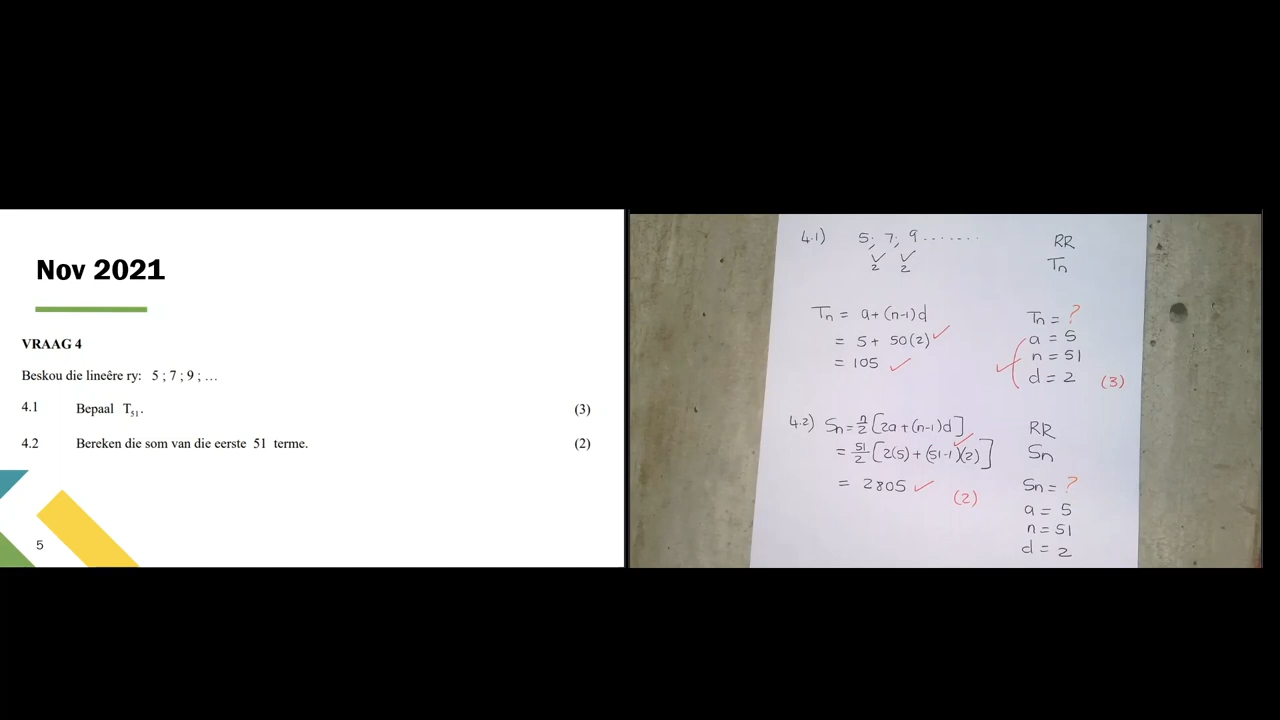 Nov 2021
VRAAG 4
Beskou die lineêre ry: 5 ; 7 ; 9 ; …
4.1 Bepaal T₅₁. (3)
4.2 Bereken die som van die eerste 51 terme. (2)
5
4.1) 5; 7; 9........ RR
2 2 Tn
Tn = a+(n-1)d Tn = ?
= 5 + 50(2) ✓ a = 5
= 105 ✓ ✓ n = 51
d = 2 (3)
4.2) Sn = n/2 [2a + (n-1)d] RR
= 51/2 [2(5) + (51-1)(2)] ✓ Sn
= 2805 ✓ (2) Sn = ?
a = 5
n = 51
d = 2